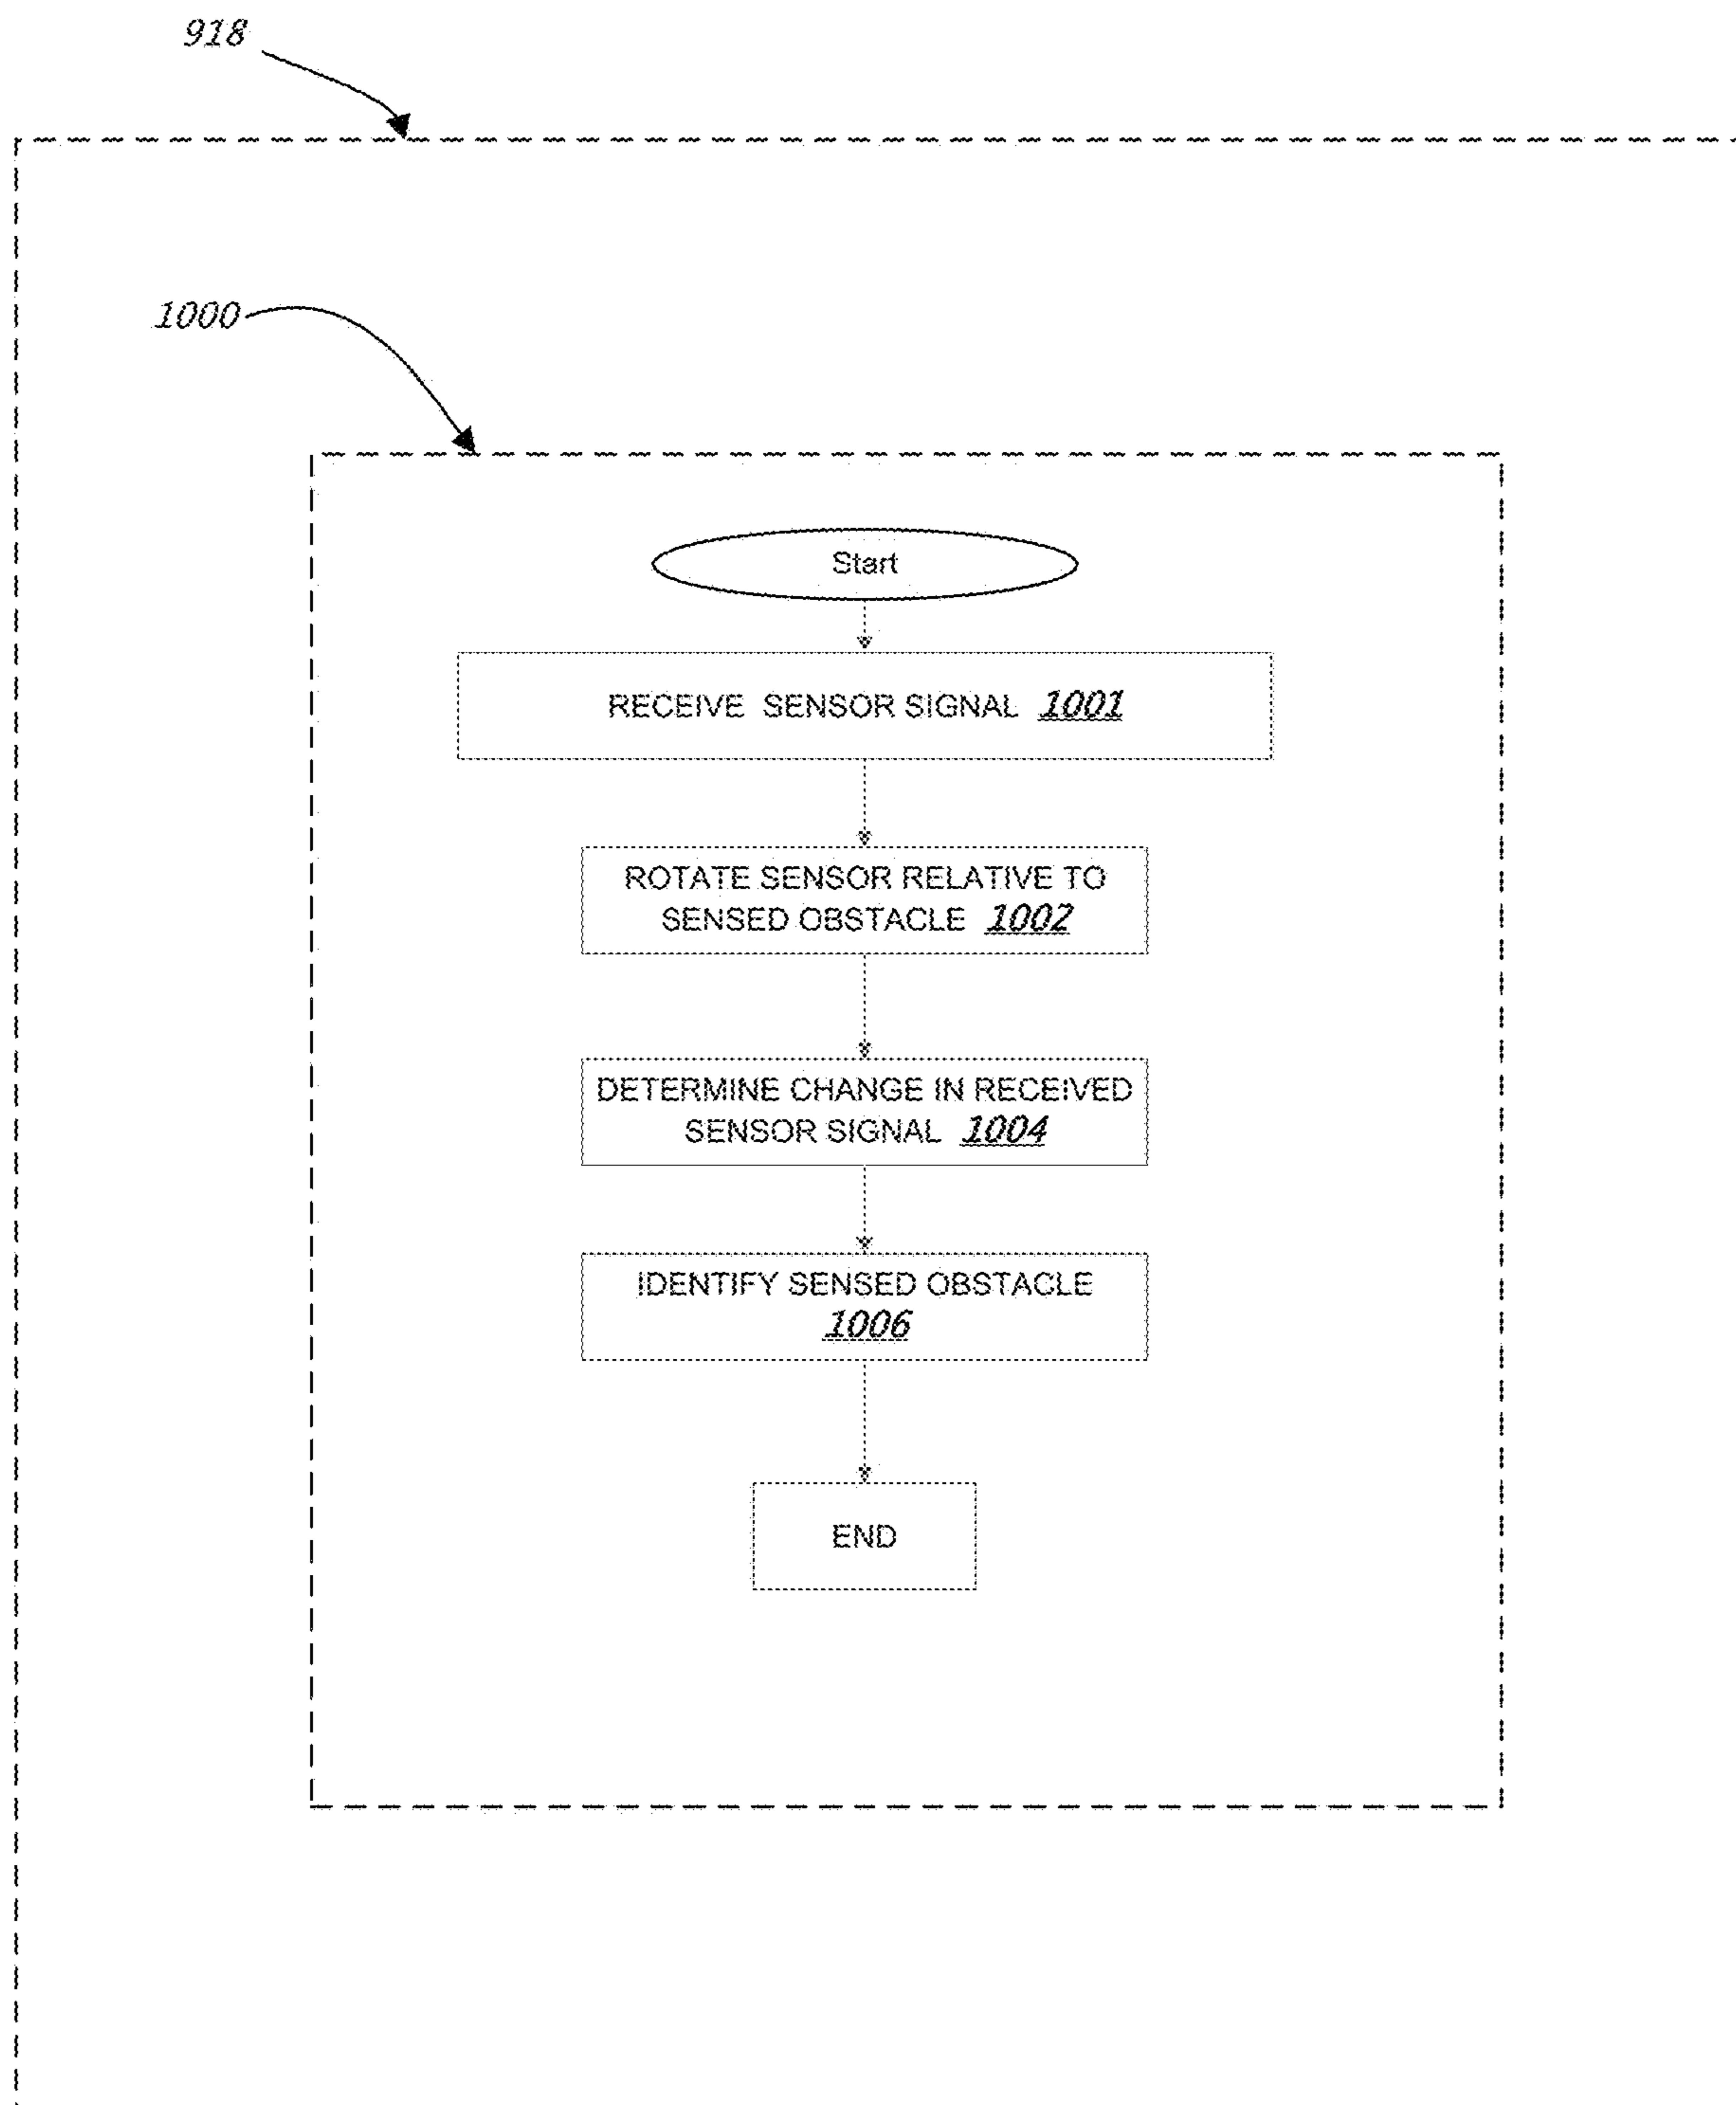 918
1000
Start
RECEIVE SENSOR SIGNAL 1001
ROTATE SENSOR RELATIVE TO
SENSED OBSTACLE 1002
DETERMINE CHANGE IN RECEIVED
SENSOR SIGNAL 1004
IDENTIFY SENSED OBSTACLE
1006
END